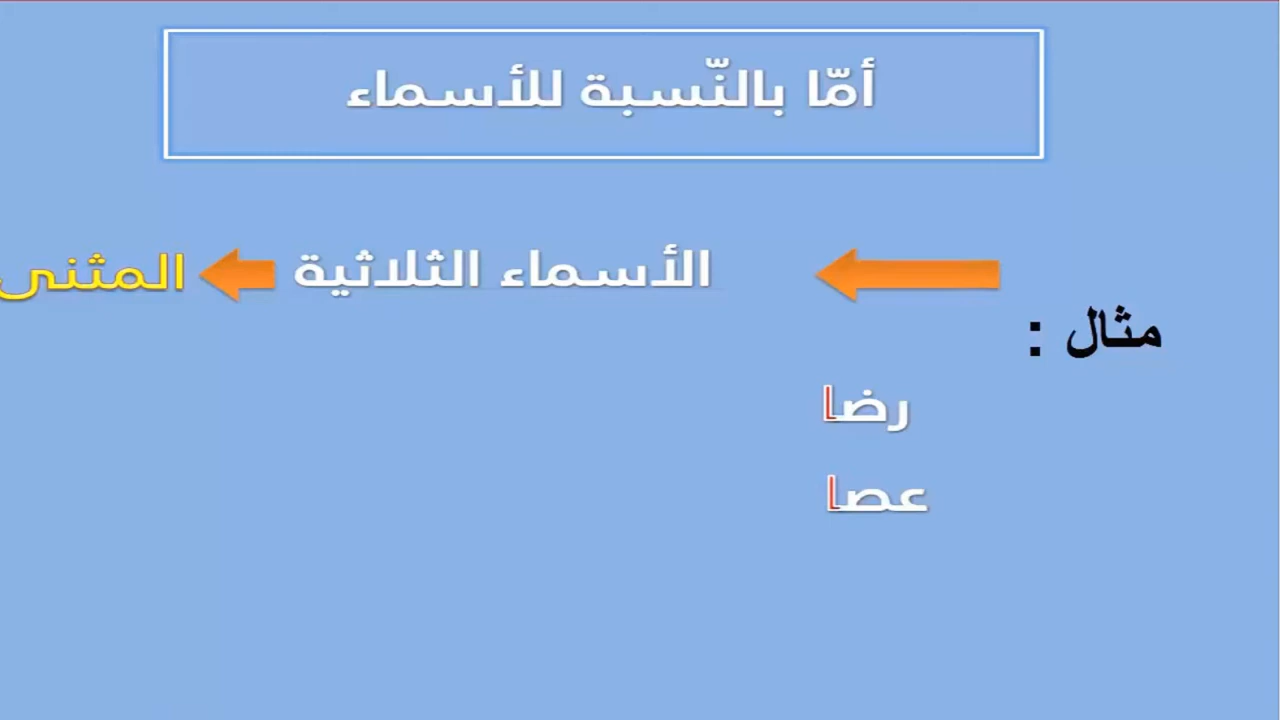 أمّا بالنّسبة للأسماء
الأسماء الثلاثية المثنى
مثال :
رضا
عصا